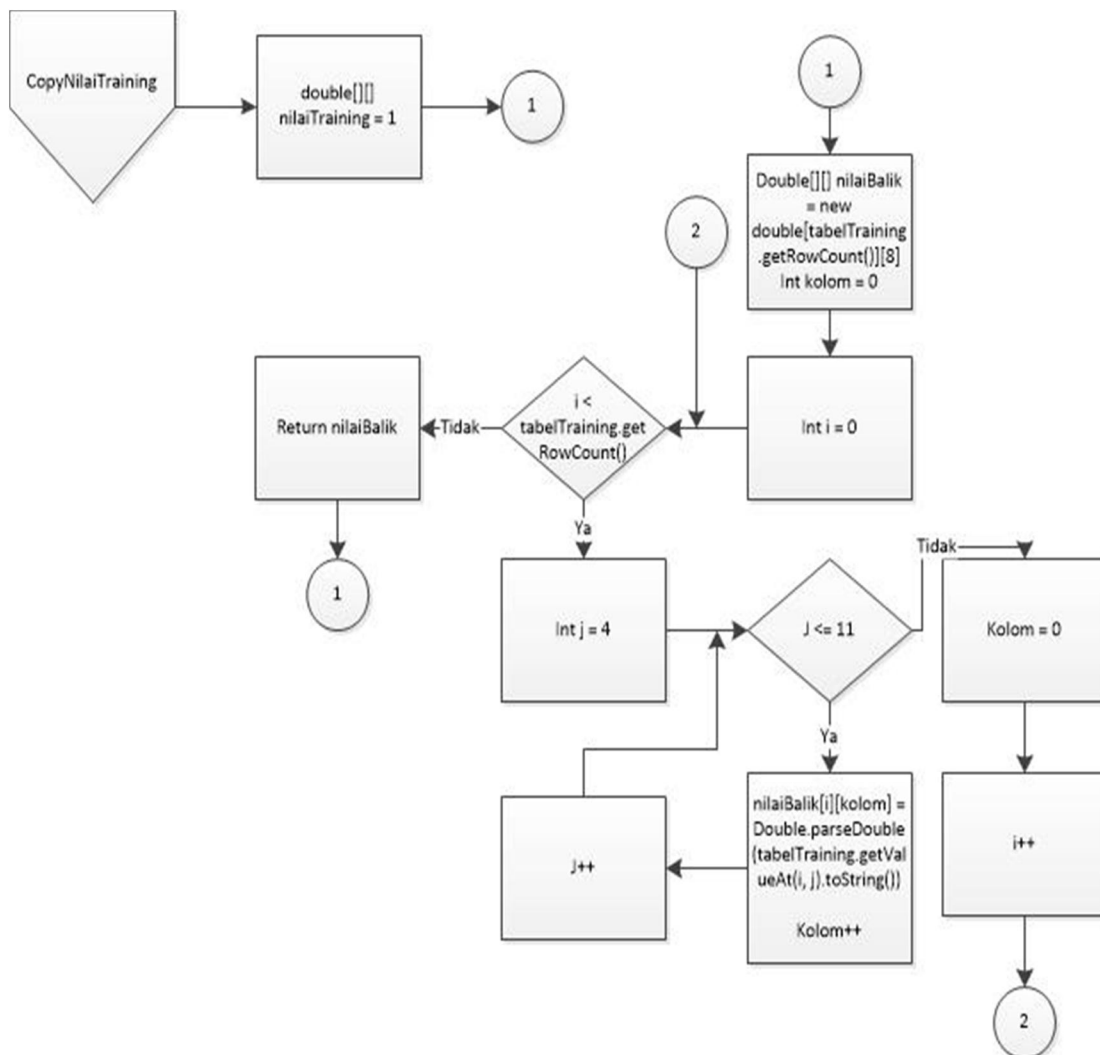 CopyNilaiTraining
double[][]
nilaiTraining = 1
1
1
Double[][] nilaiBalik
= new
double[tabelTraining
.getRowCount()][8]
Int kolom = 0
2
Return nilaiBalik
Tidak
i <
tabelTraining.get
RowCount()
Int i = 0
Ya
1
Int j = 4
J <= 11
Tidak
Kolom = 0
Ya
J++
nilaiBalik[i][kolom] =
Double.parseDouble
(tabelTraining.getVal
ueAt(i, j).toString())
Kolom++
i++
2